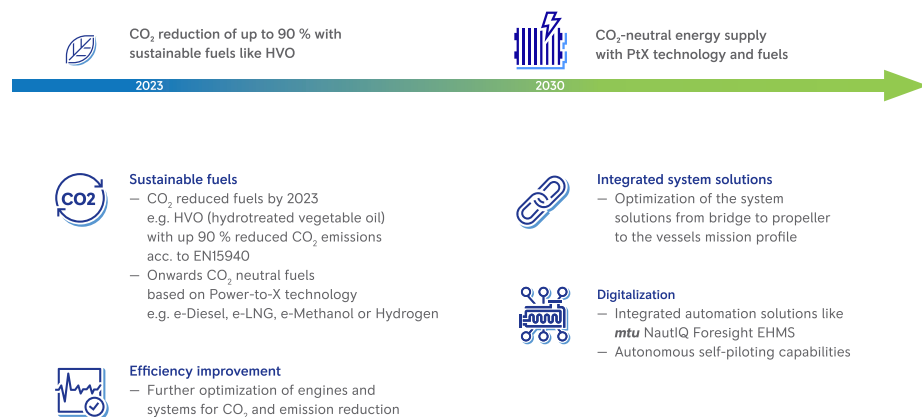 CO₂ reduction of up to 90 % with
sustainable fuels like HVO
CO₂-neutral energy supply
with PtX technology and fuels
2023
2030
CO2
Sustainable fuels
— CO₂ reduced fuels by 2023
e.g. HVO (hydrotreated vegetable oil)
with up 90 % reduced CO₂ emissions
acc. to EN15940
— Onwards CO₂ neutral fuels
based on Power-to-X technology
e.g. e-Diesel, e-LNG, e-Methanol or Hydrogen
Efficiency improvement
— Further optimization of engines and
systems for CO₂ and emission reduction
Integrated system solutions
— Optimization of the system
solutions from bridge to propeller
to the vessels mission profile
Digitalization
— Integrated automation solutions like
mtu NautIQ Foresight EHMS
— Autonomous self-piloting capabilities